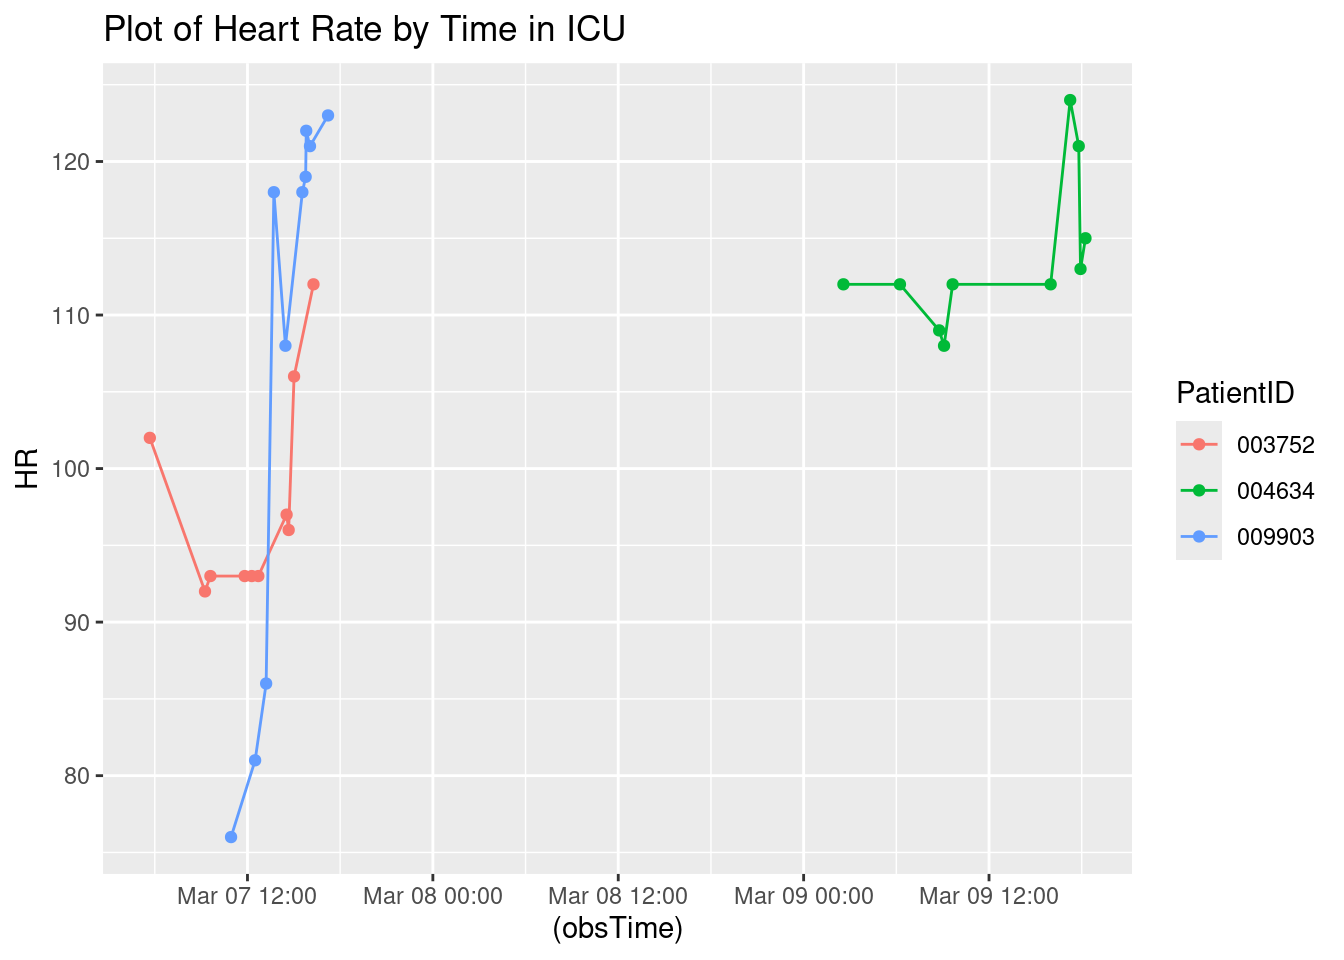 Plot of Heart Rate by Time in ICU
HR
120
110
100
90
80
Mar 07 12:00 Mar 08 00:00 Mar 08 12:00 Mar 09 00:00 Mar 09 12:00
(obsTime)
PatientID
003752
004634
009903